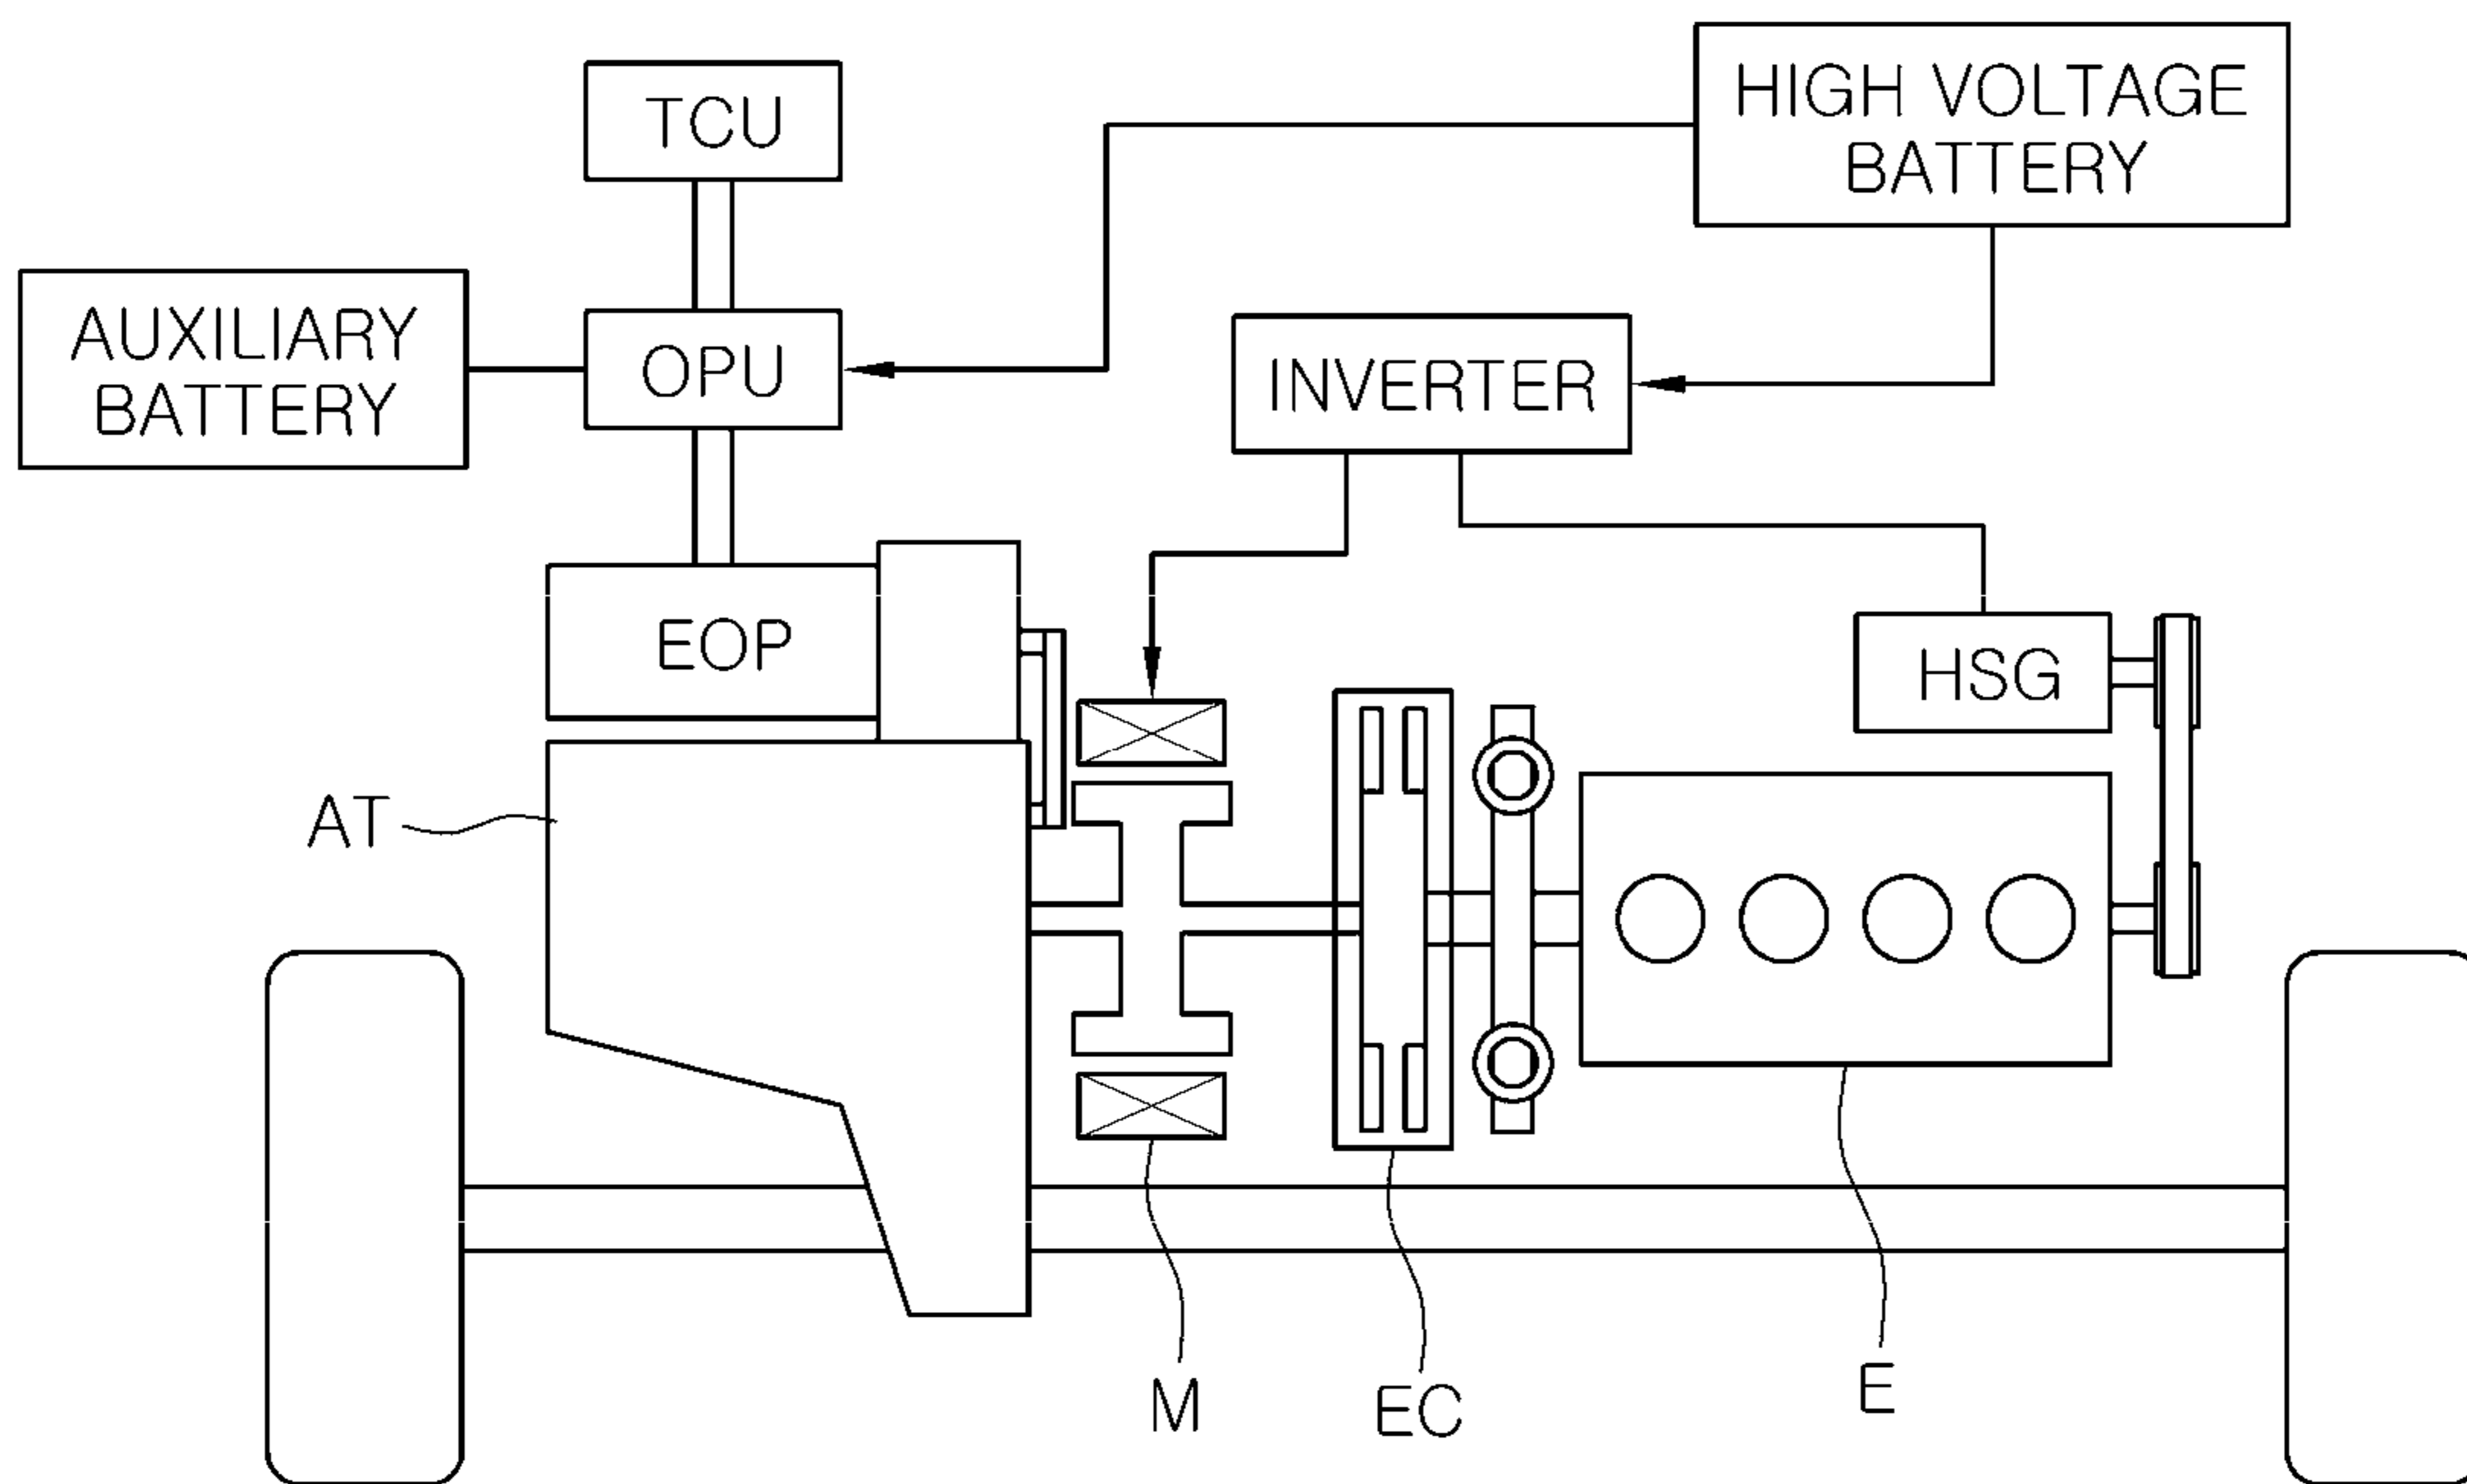 HIGH VOLTAGE
BATTERY
TCU
AUXILIARY
BATTERY
OPU
INVERTER
EOP
HSG
AT
M
EC
E